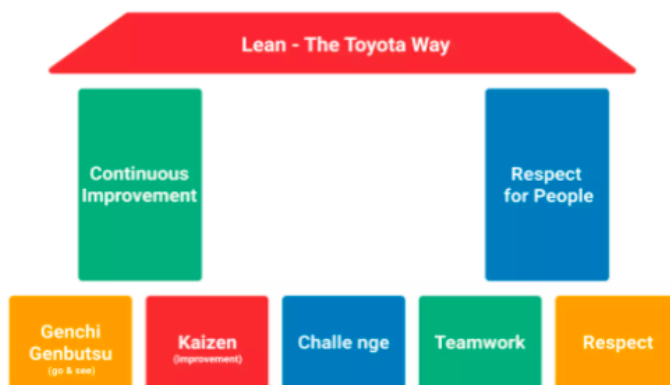 Lean - The Toyota Way
Continuous
Improvement
Respect
for People
Genchi
Genbutsu
(go & see)
Kaizen
(improvement)
Challe nge
Teamwork
Respect